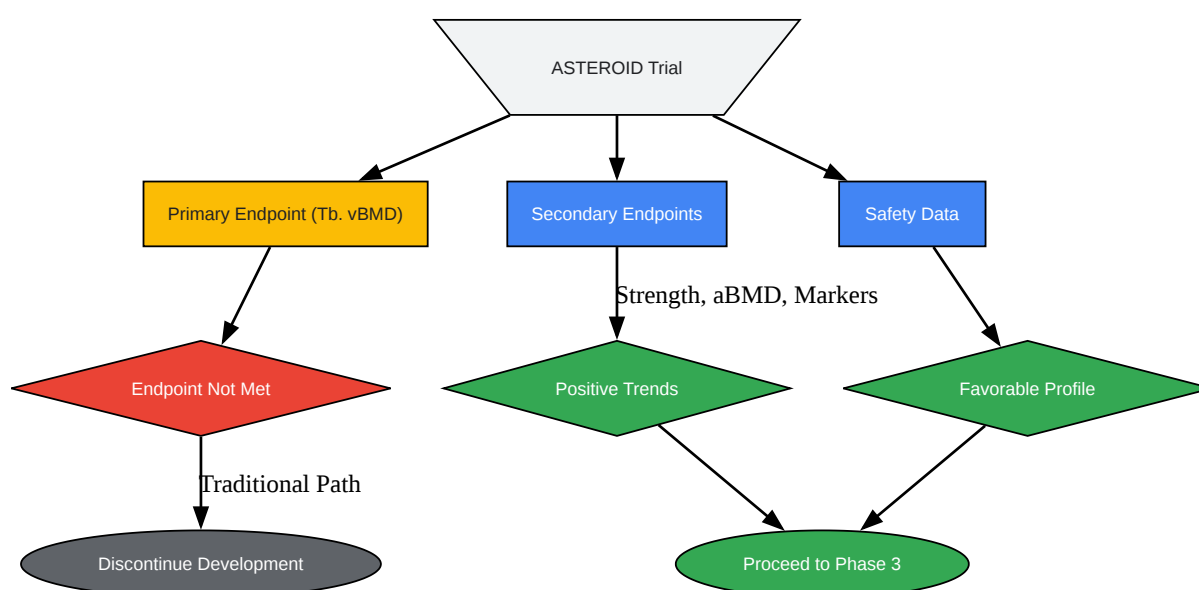 ASTEROID Trial
Primary Endpoint (Tb. vBMD)
Secondary Endpoints
Safety Data
Strength, aBMD, Markers
Endpoint Not Met
Positive Trends
Favorable Profile
Traditional Path
Discontinue Development
Proceed to Phase 3